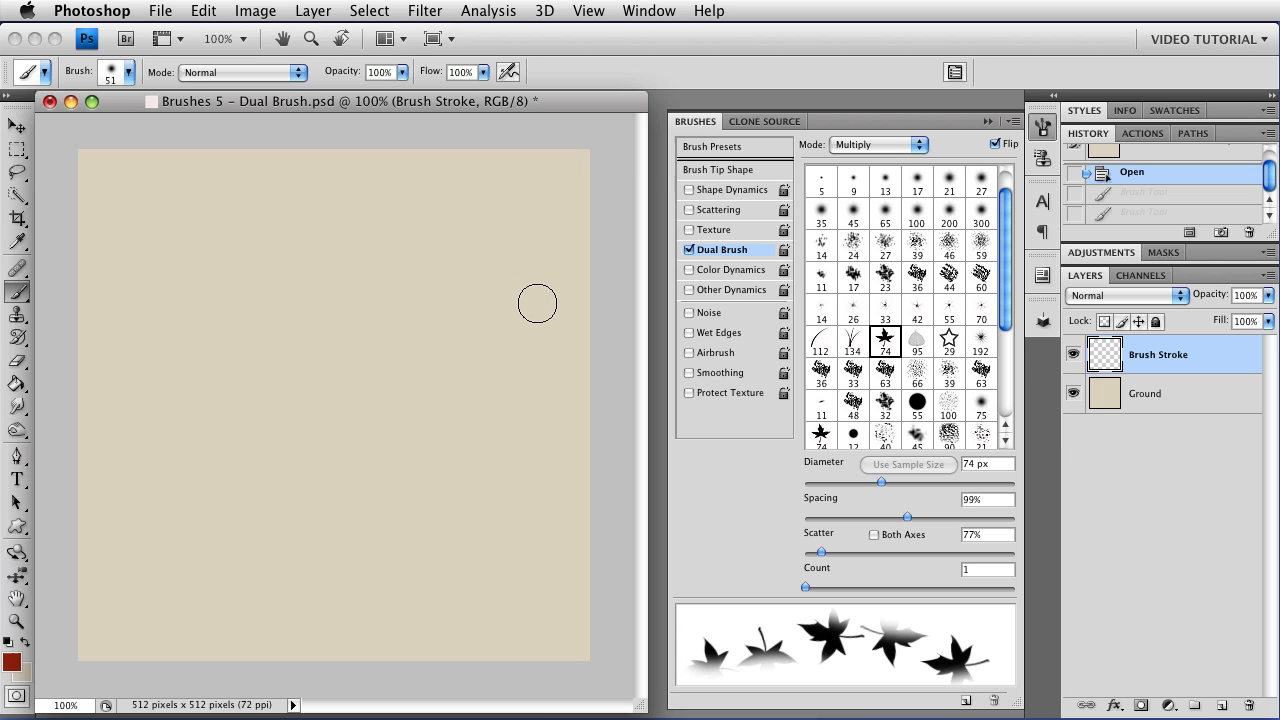 Photoshop File Edit Image Layer Select Filter Analysis 3D View Window Help
Ps Br 100% VIDEO TUTORIAL
Brush: 51 Mode: Normal Opacity: 100% Flow: 100%
Brushes 5 – Dual Brush.psd @ 100% (Brush Stroke, RGB/8) *
100% 512 pixels x 512 pixels (72 ppi)
BRUSHES CLONE SOURCE
Brush Presets
Brush Tip Shape
Shape Dynamics
Scattering
Texture
Dual Brush
Color Dynamics
Other Dynamics
Noise
Wet Edges
Airbrush
Smoothing
Protect Texture
Mode: Multiply Flip
5 9 13 17 21 27
35 45 65 100 200 300
14 24 27 39 46 59
11 17 23 36 44 60
14 26 33 42 55 70
112 134 74 95 29 192
36 33 63 66 39 63
11 48 32 55 100 75
74 12 40 45 90 21
Diameter Use Sample Size 74 px
Spacing 99%
Scatter Both Axes 77%
Count 1
A
STYLES INFO SWATCHES
HISTORY ACTIONS PATHS
Open
Brush Tool
Brush Tool
ADJUSTMENTS MASKS
LAYERS CHANNELS
Normal Opacity: 100%
Lock: Fill: 100%
Brush Stroke
Ground
fx